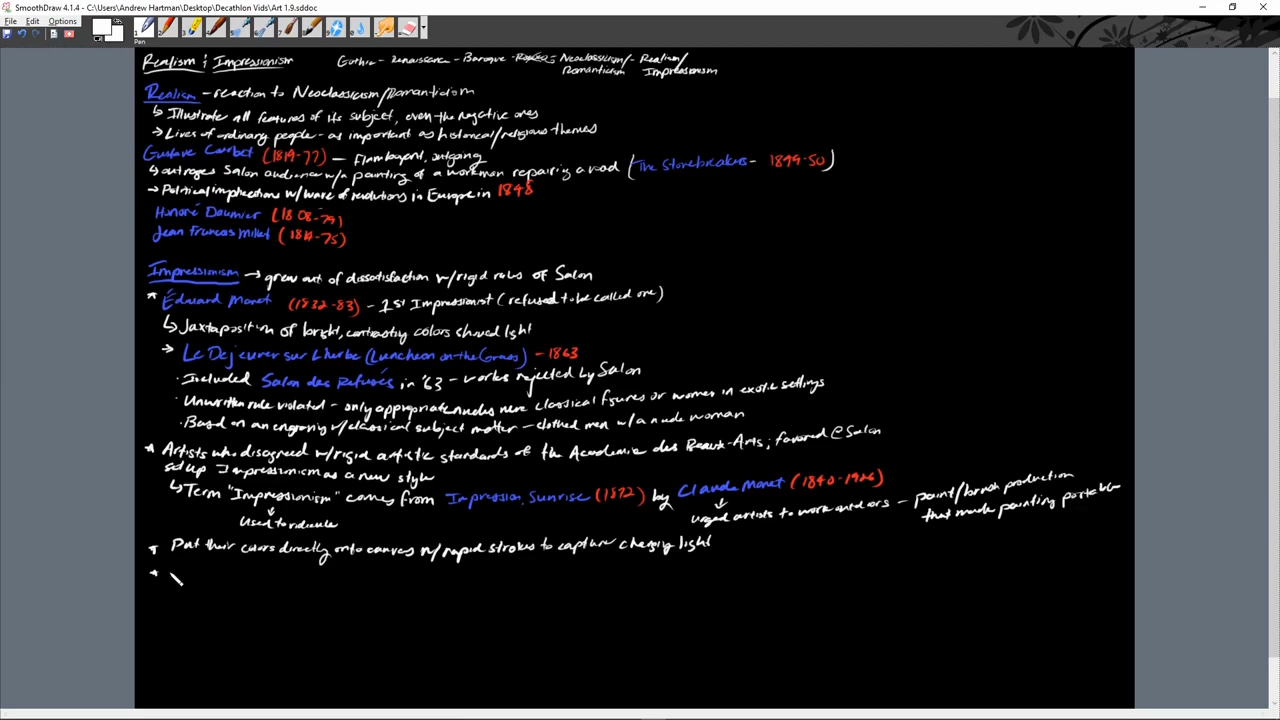 SmoothDraw 4.1.4 - C:\Users\Andrew Hartman\Desktop\Decathlon Vids\Art 1.9.sddoc
File Edit Options
Pen
Realism & Impressionism
Gothic - Renaissance - Baroque - Rococo - Neoclassicism/Romanticism - Realism/Impressionism
Realism - reaction to Neoclassicism/Romanticism
↳ Illustrate all features of its subject, even the negative ones
→ Lives of ordinary people - as important as historical/religious themes
Gustave Courbet (1819-77) - Flamboyant, outgoing
↳ outrages Salon audience w/a painting of a workman repairing a road (The Stonebreakers - 1849-50)
→ Political implications w/wave of revolutions in Europe in 1848
Honoré Daumier (1808-79)
Jean Francois Millet (1814-75)
Impressionism → grew out of dissatisfaction w/rigid rules of Salon
* Éduard Manet (1832-83) - 1st Impressionist (refused to be called one)
↳ Juxtaposition of bright, contrasting colors showed light
→ Le Dejeuner sur L'herbe (Luncheon on the Grass) - 1863
· Included Salon des Refusés in '63 - works rejected by Salon
· Unwritten rule violated - only appropriate nudes were classical figures or women in exotic settings
· Based on an engraving w/classical subject matter - clothed men w/a nude woman
* Artists who disagreed w/rigid artistic standards of the Academie des Beaux-Arts; favored @ Salon
set up Impressionism as a new style
↳ Term "Impressionism" comes from Impression, Sunrise (1872) by Claude Monet (1840-1926)
↓ Used to ridicule
↓ urged artists to work outdoors - paint/brush production
that made painting portable
* Put their colors directly onto canvas w/rapid strokes to capture changing light
*